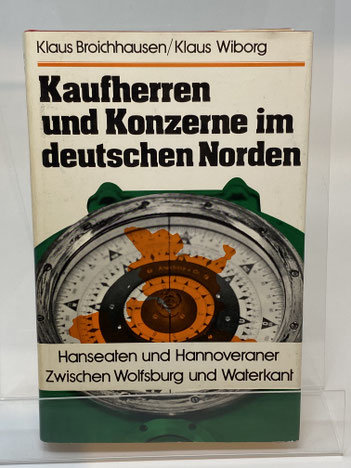 Klaus Broichhausen/Klaus Wiborg
Kaufherren
und Konzerne im
deutschen Norden
Hanseaten und Hannoveraner
Zwischen Wolfsburg und Waterkant